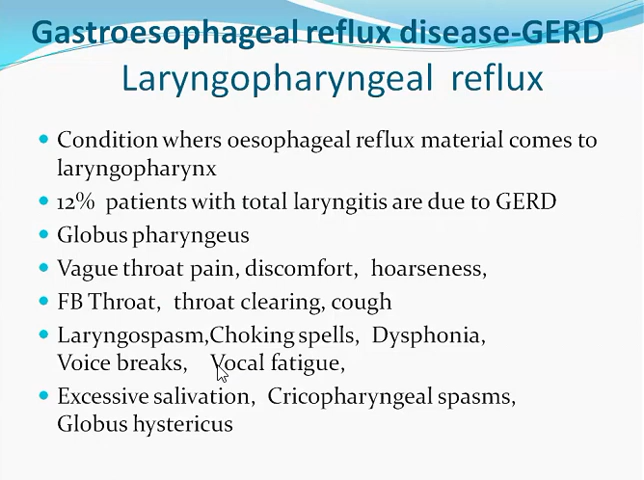 Gastroesophageal reflux disease-GERD
Laryngopharyngeal reflux
Condition whers oesophageal reflux material comes to
laryngopharynx
12% patients with total laryngitis are due to GERD
Globus pharyngeus
Vague throat pain, discomfort, hoarseness,
FB Throat, throat clearing, cough
Laryngospasm,Choking spells, Dysphonia,
Voice breaks, Vocal fatigue,
Excessive salivation, Cricopharyngeal spasms,
Globus hystericus